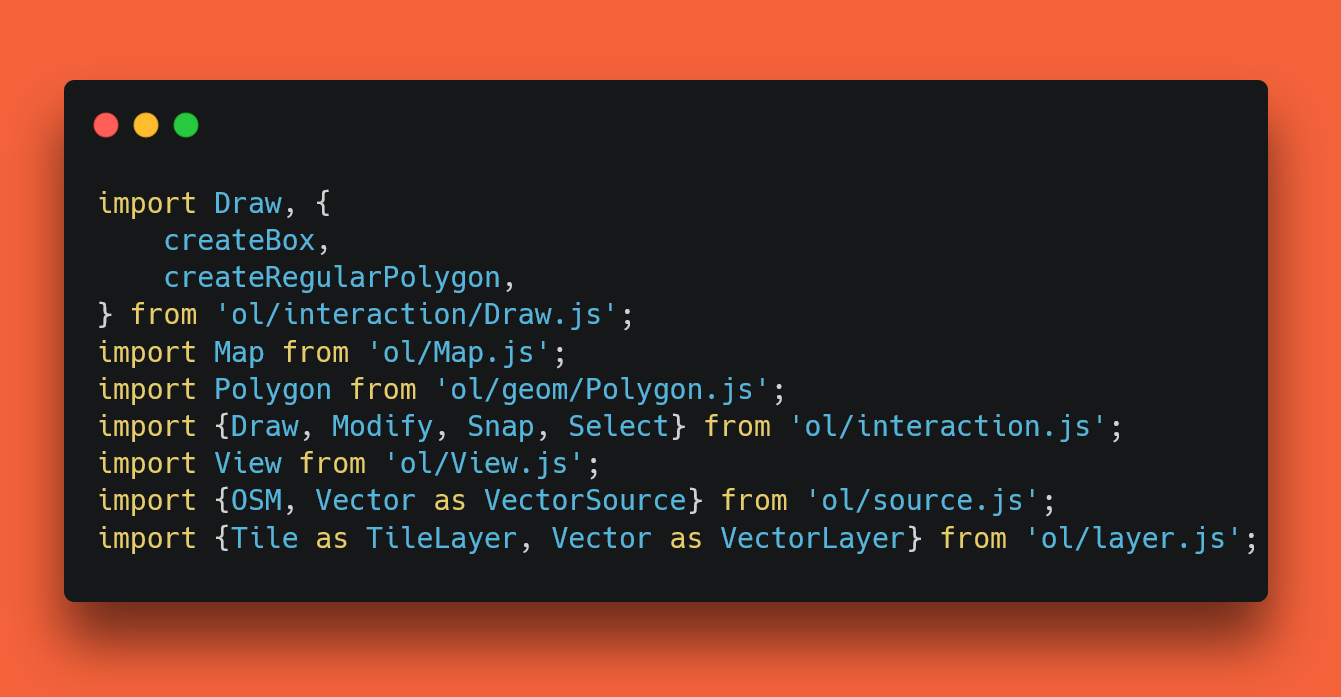 import Draw, {
    createBox,
    createRegularPolygon,
} from 'ol/interaction/Draw.js';
import Map from 'ol/Map.js';
import Polygon from 'ol/geom/Polygon.js';
import {Draw, Modify, Snap, Select} from 'ol/interaction.js';
import View from 'ol/View.js';
import {OSM, Vector as VectorSource} from 'ol/source.js';
import {Tile as TileLayer, Vector as VectorLayer} from 'ol/layer.js';